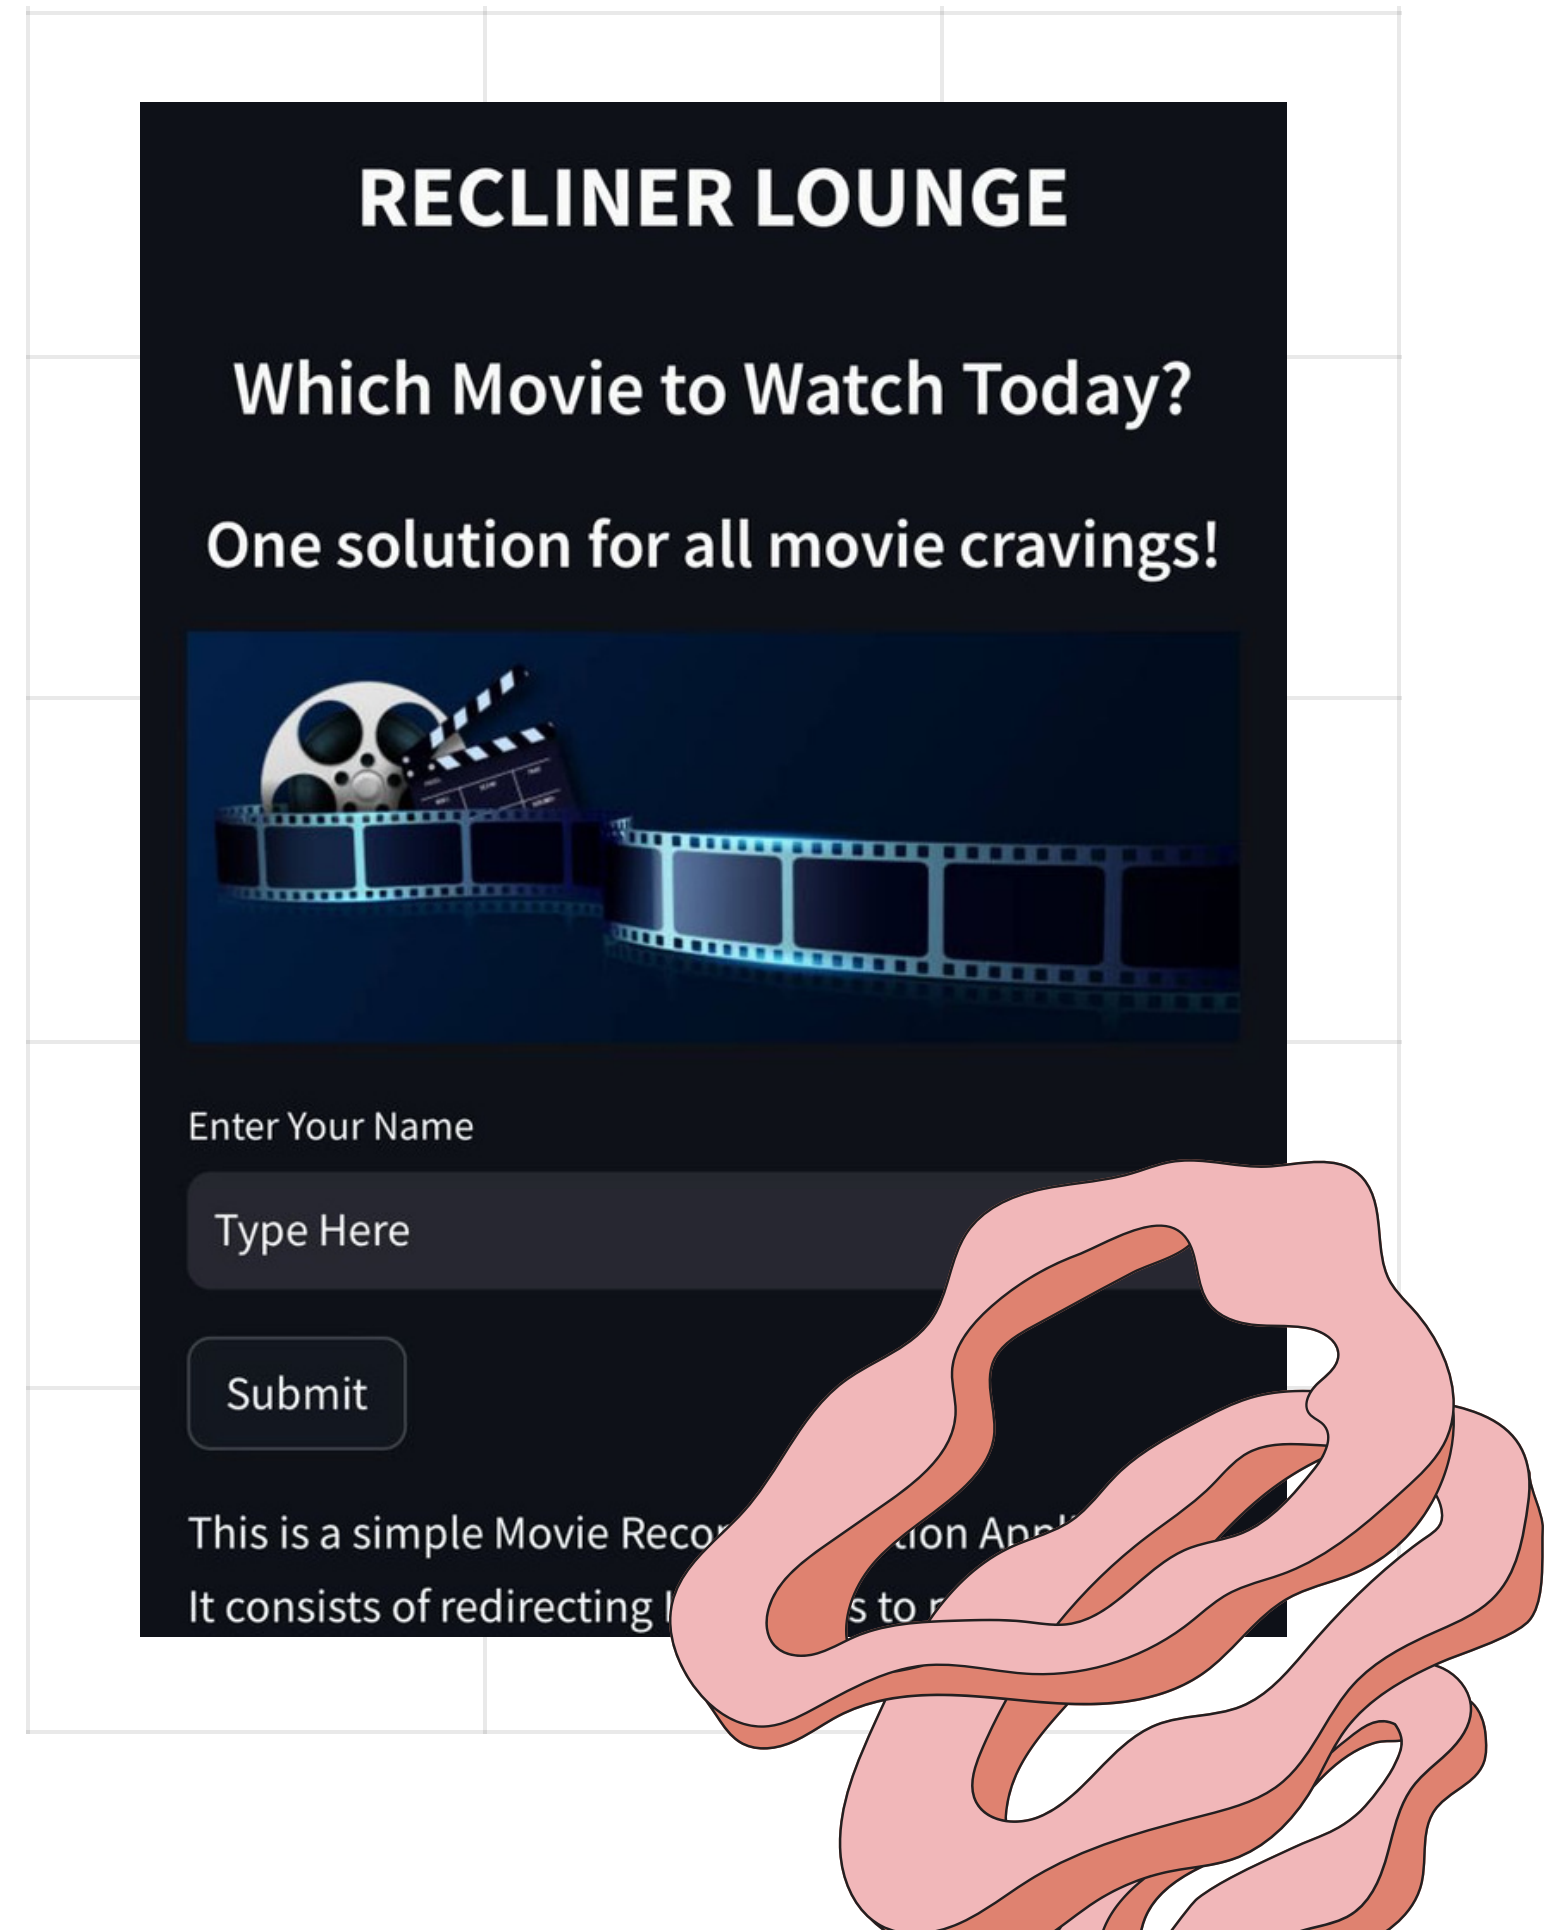 RECLINER LOUNGE
Which Movie to Watch Today?
One solution for all movie cravings!
Enter Your Name
Type Here
Submit
This is a simple Movie
It consists of redirecting to